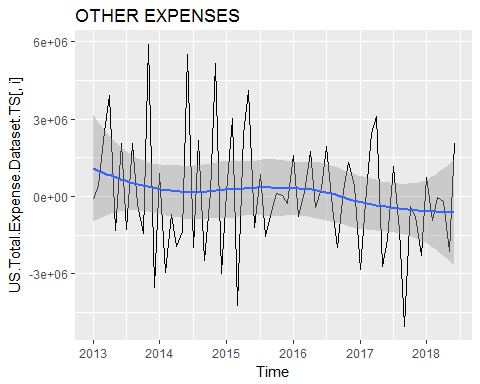 OTHER EXPENSES
US.Total.Expense.Dataset.TS[, i]
6e+06
3e+06
0e+00
-3e+06
2013 2014 2015 2016 2017 2018
Time